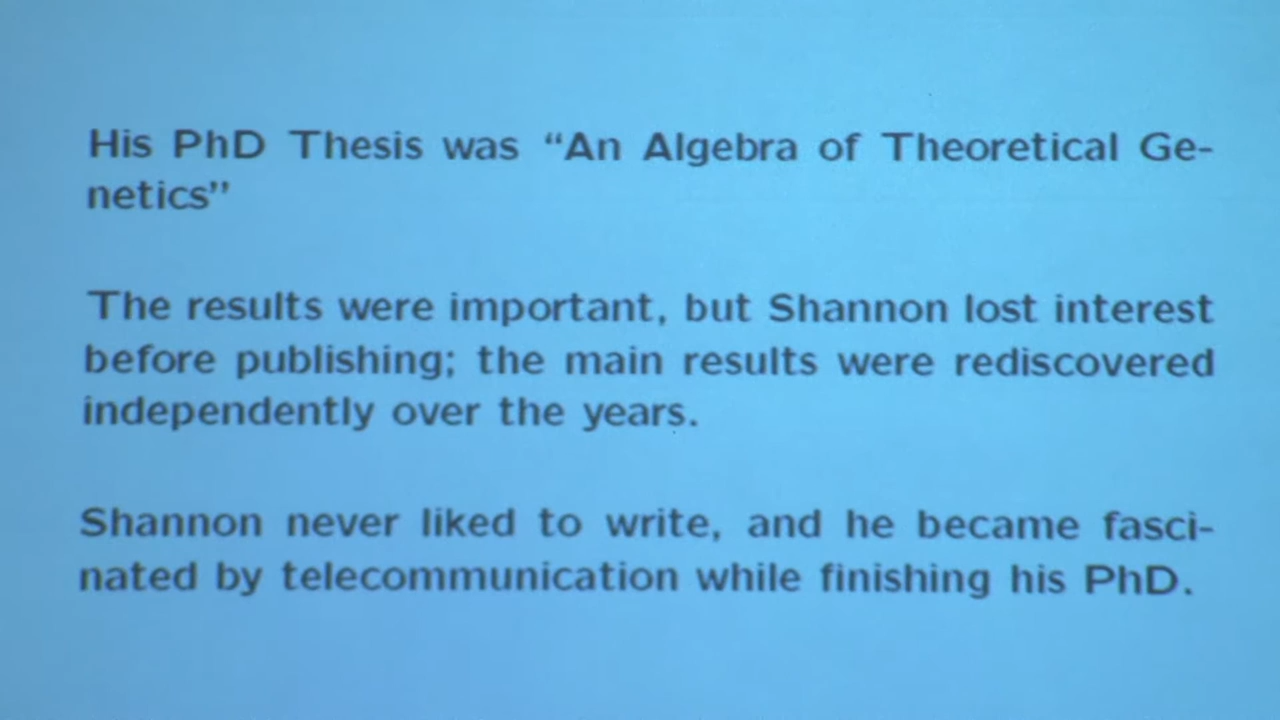 His PhD Thesis was “An Algebra of Theoretical Ge-
netics”
The results were important, but Shannon lost interest
before publishing; the main results were rediscovered
independently over the years.
Shannon never liked to write, and he became fasci-
nated by telecommunication while finishing his PhD.